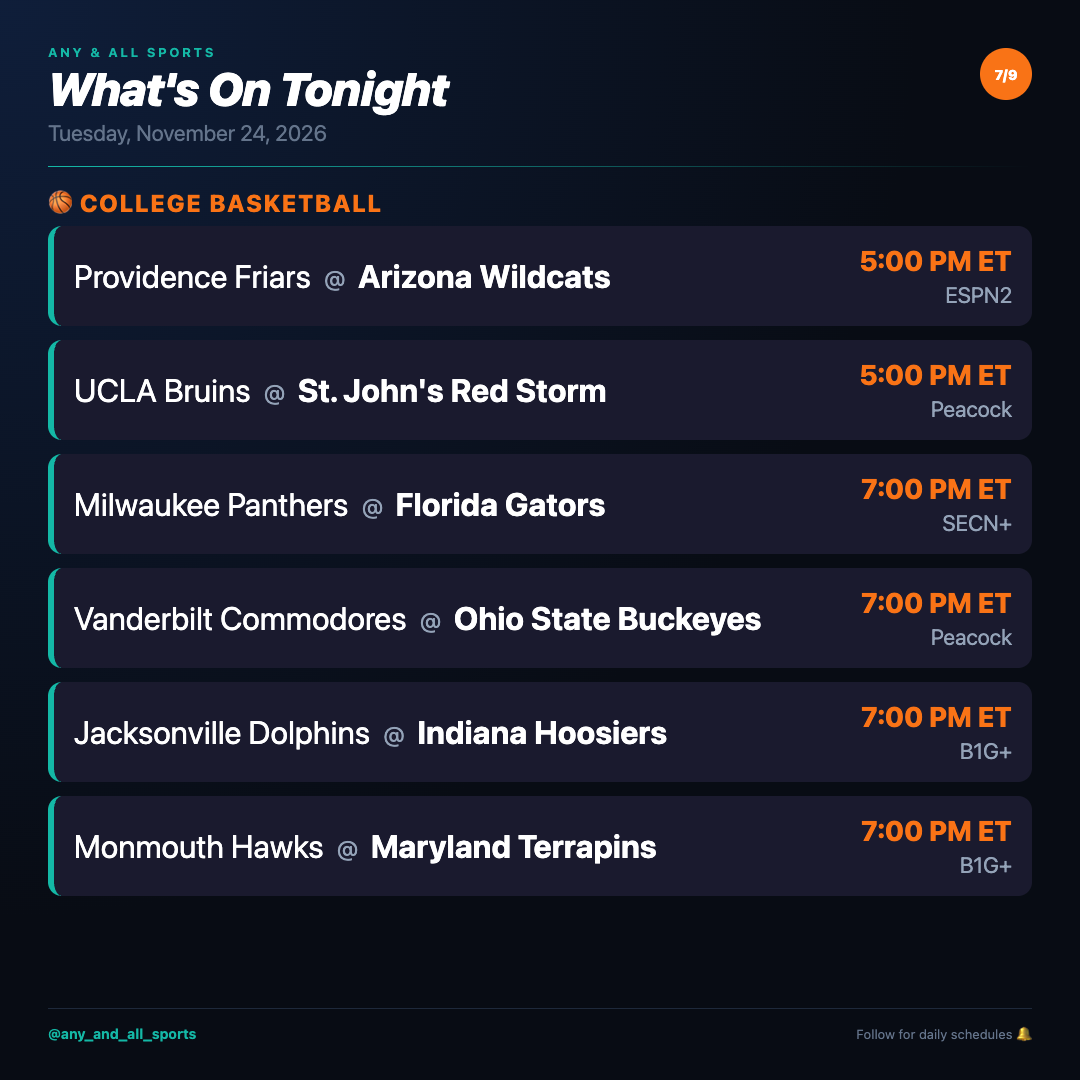 ANY & ALL SPORTS
What's On Tonight
7/9
Tuesday, November 24, 2026
🏀 COLLEGE BASKETBALL
Providence Friars @ Arizona Wildcats
5:00 PM ET
ESPN2
UCLA Bruins @ St. John's Red Storm
5:00 PM ET
Peacock
Milwaukee Panthers @ Florida Gators
7:00 PM ET
SECN+
Vanderbilt Commodores @ Ohio State Buckeyes
7:00 PM ET
Peacock
Jacksonville Dolphins @ Indiana Hoosiers
7:00 PM ET
B1G+
Monmouth Hawks @ Maryland Terrapins
7:00 PM ET
B1G+
@any_and_all_sports
Follow for daily schedules 🔔